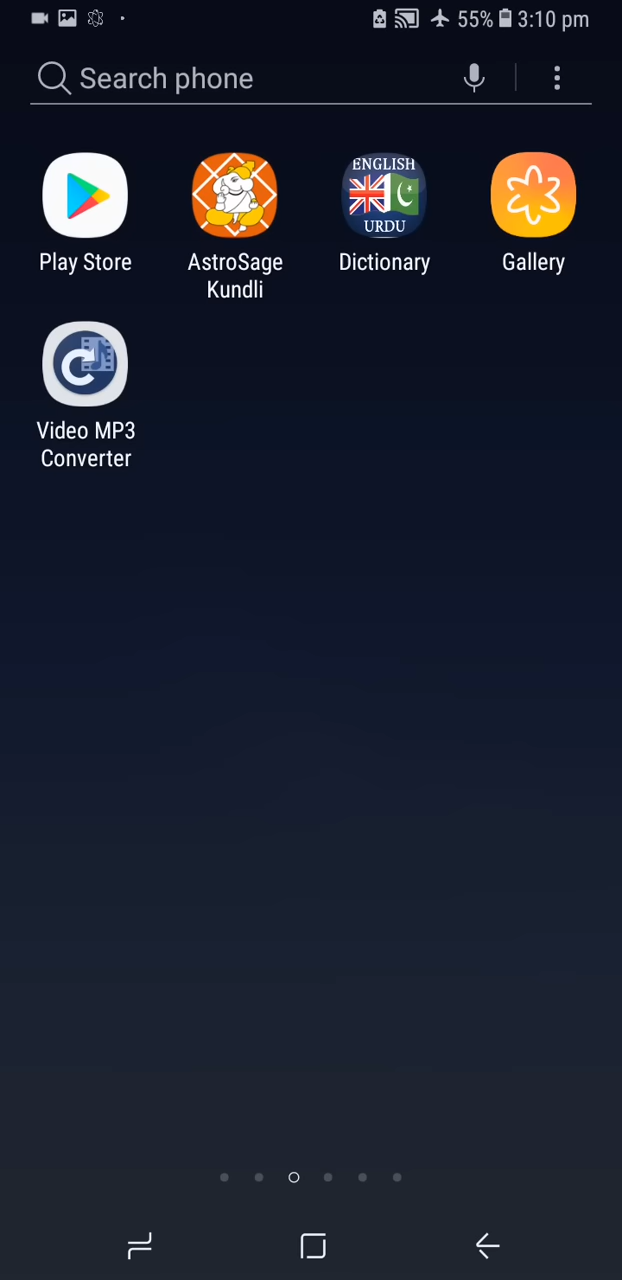 55% 3:10 pm
Search phone
Play Store
AstroSage
Kundli
ENGLISH
URDU
Dictionary
Gallery
Video MP3
Converter